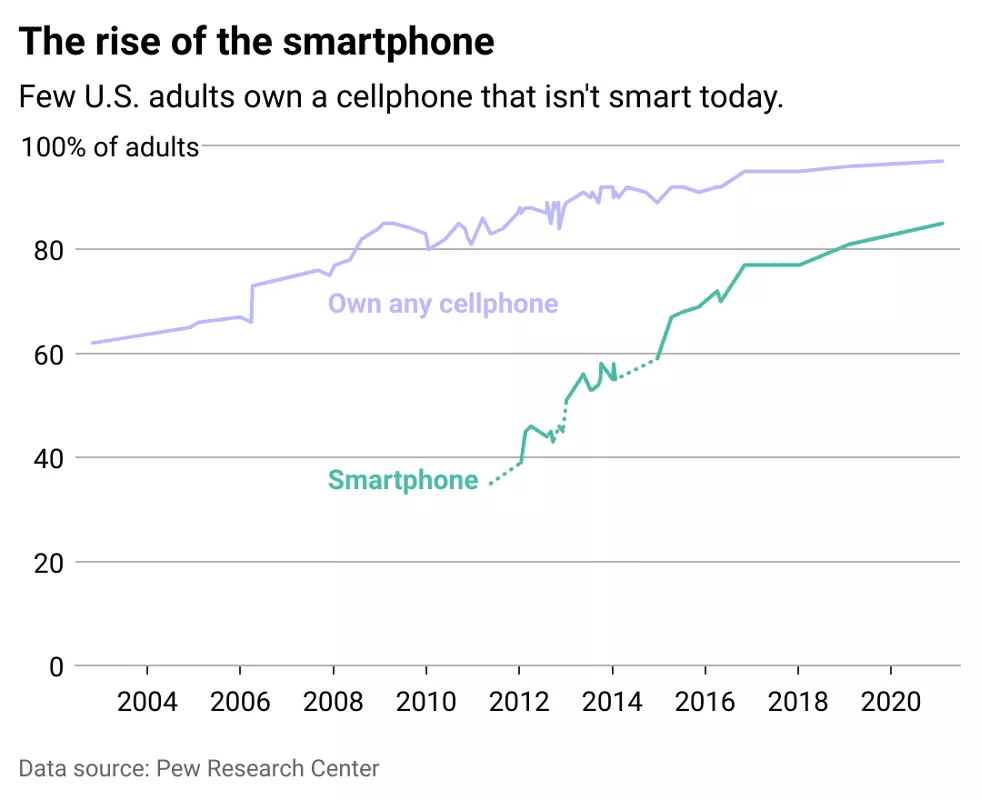 The rise of the smartphone
Few U.S. adults own a cellphone that isn't smart today.
100% of adults
80
Own any cellphone
60
40
Smartphone
20
0
2004 2006 2008 2010 2012 2014 2016 2018 2020
Data source: Pew Research Center